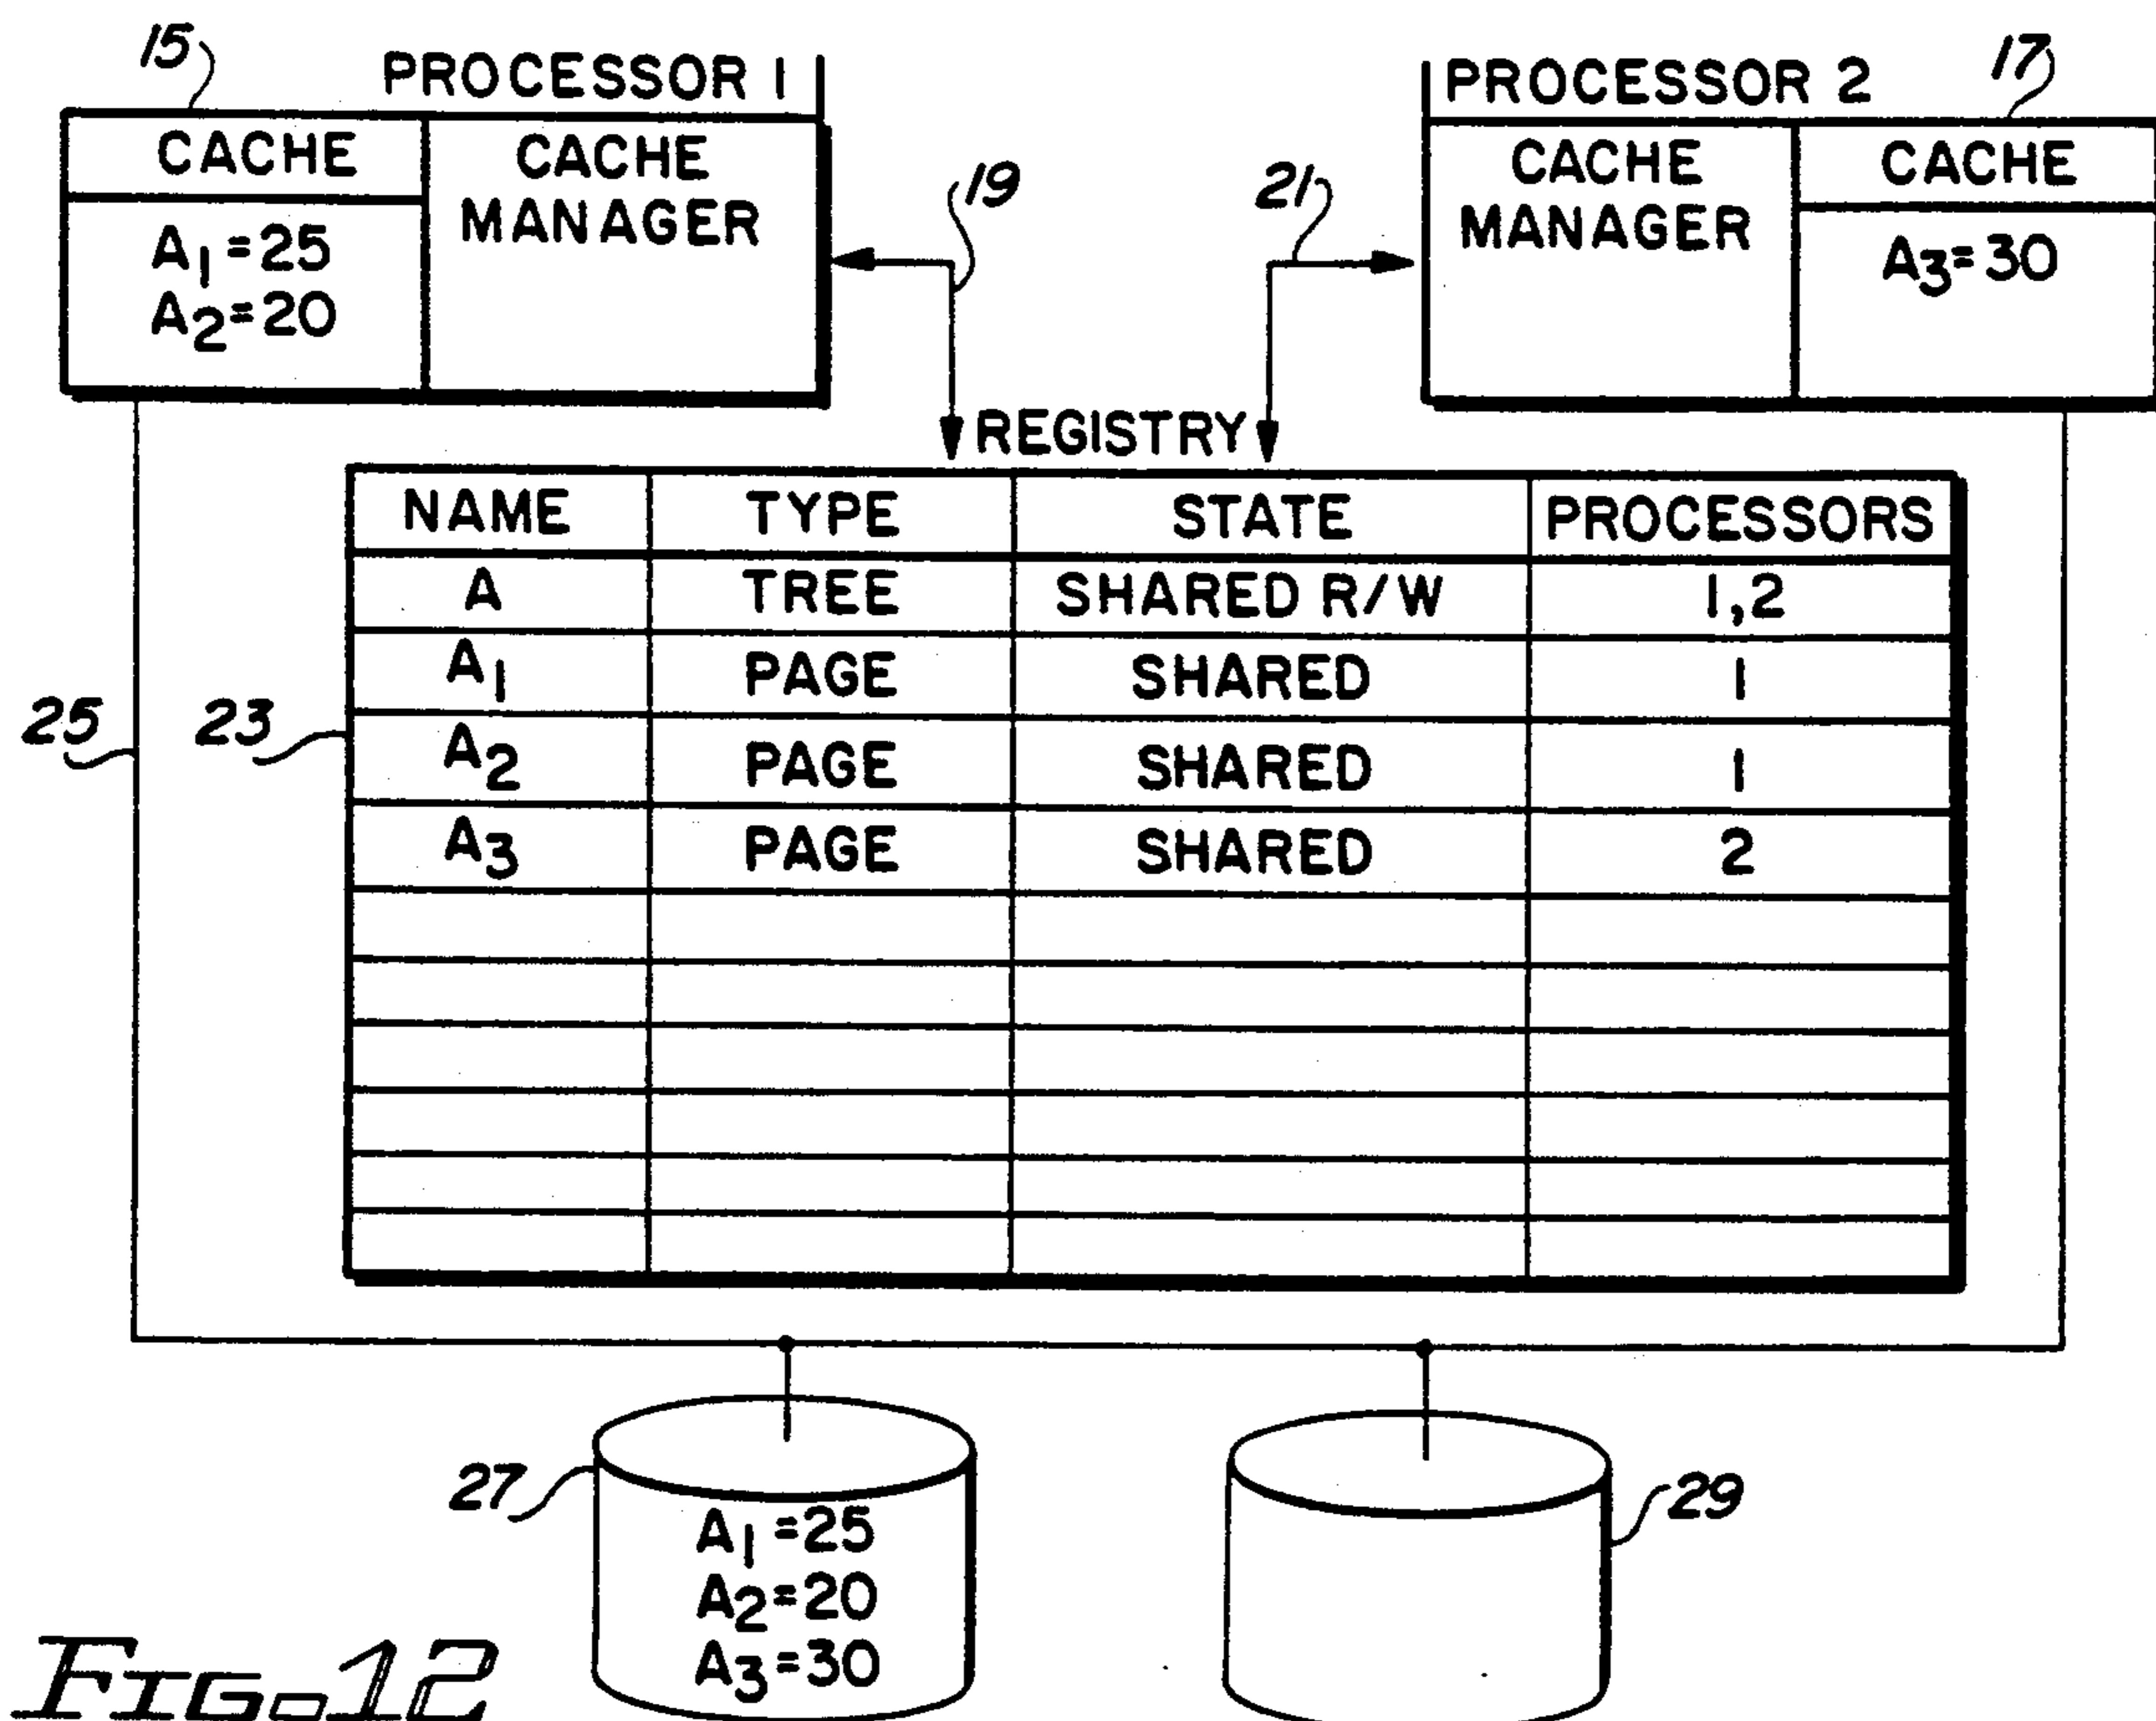 15
PROCESSOR 1
PROCESSOR 2
17
CACHE
CACHE MANAGER
A1=25
A2=20
19
21
CACHE MANAGER
CACHE
A3=30
REGISTRY
NAME TYPE STATE PROCESSORS
A TREE SHARED R/W 1,2
A1 PAGE SHARED 1
A2 PAGE SHARED 1
A3 PAGE SHARED 2
25
23
27
A1=25
A2=20
A3=30
29
FIG. 12